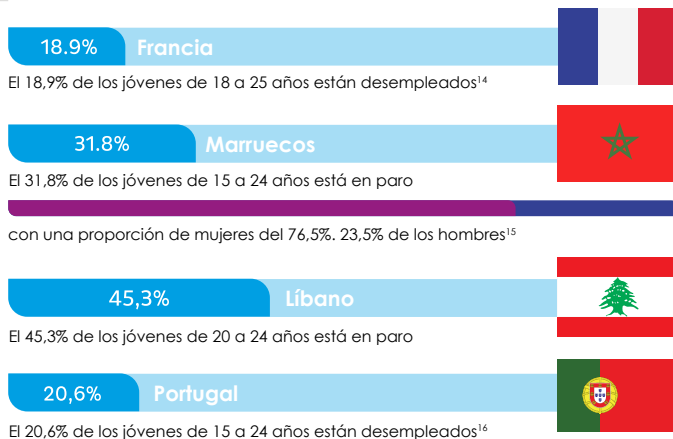 18.9% Francia
El 18,9% de los jóvenes de 18 a 25 años están desempleados¹⁴
31.8% Marruecos
El 31,8% de los jóvenes de 15 a 24 años está en paro
con una proporción de mujeres del 76,5%. 23,5% de los hombres¹⁵
45,3% Líbano
El 45,3% de los jóvenes de 20 a 24 años está en paro
20,6% Portugal
El 20,6% de los jóvenes de 15 a 24 años están desempleados¹⁶